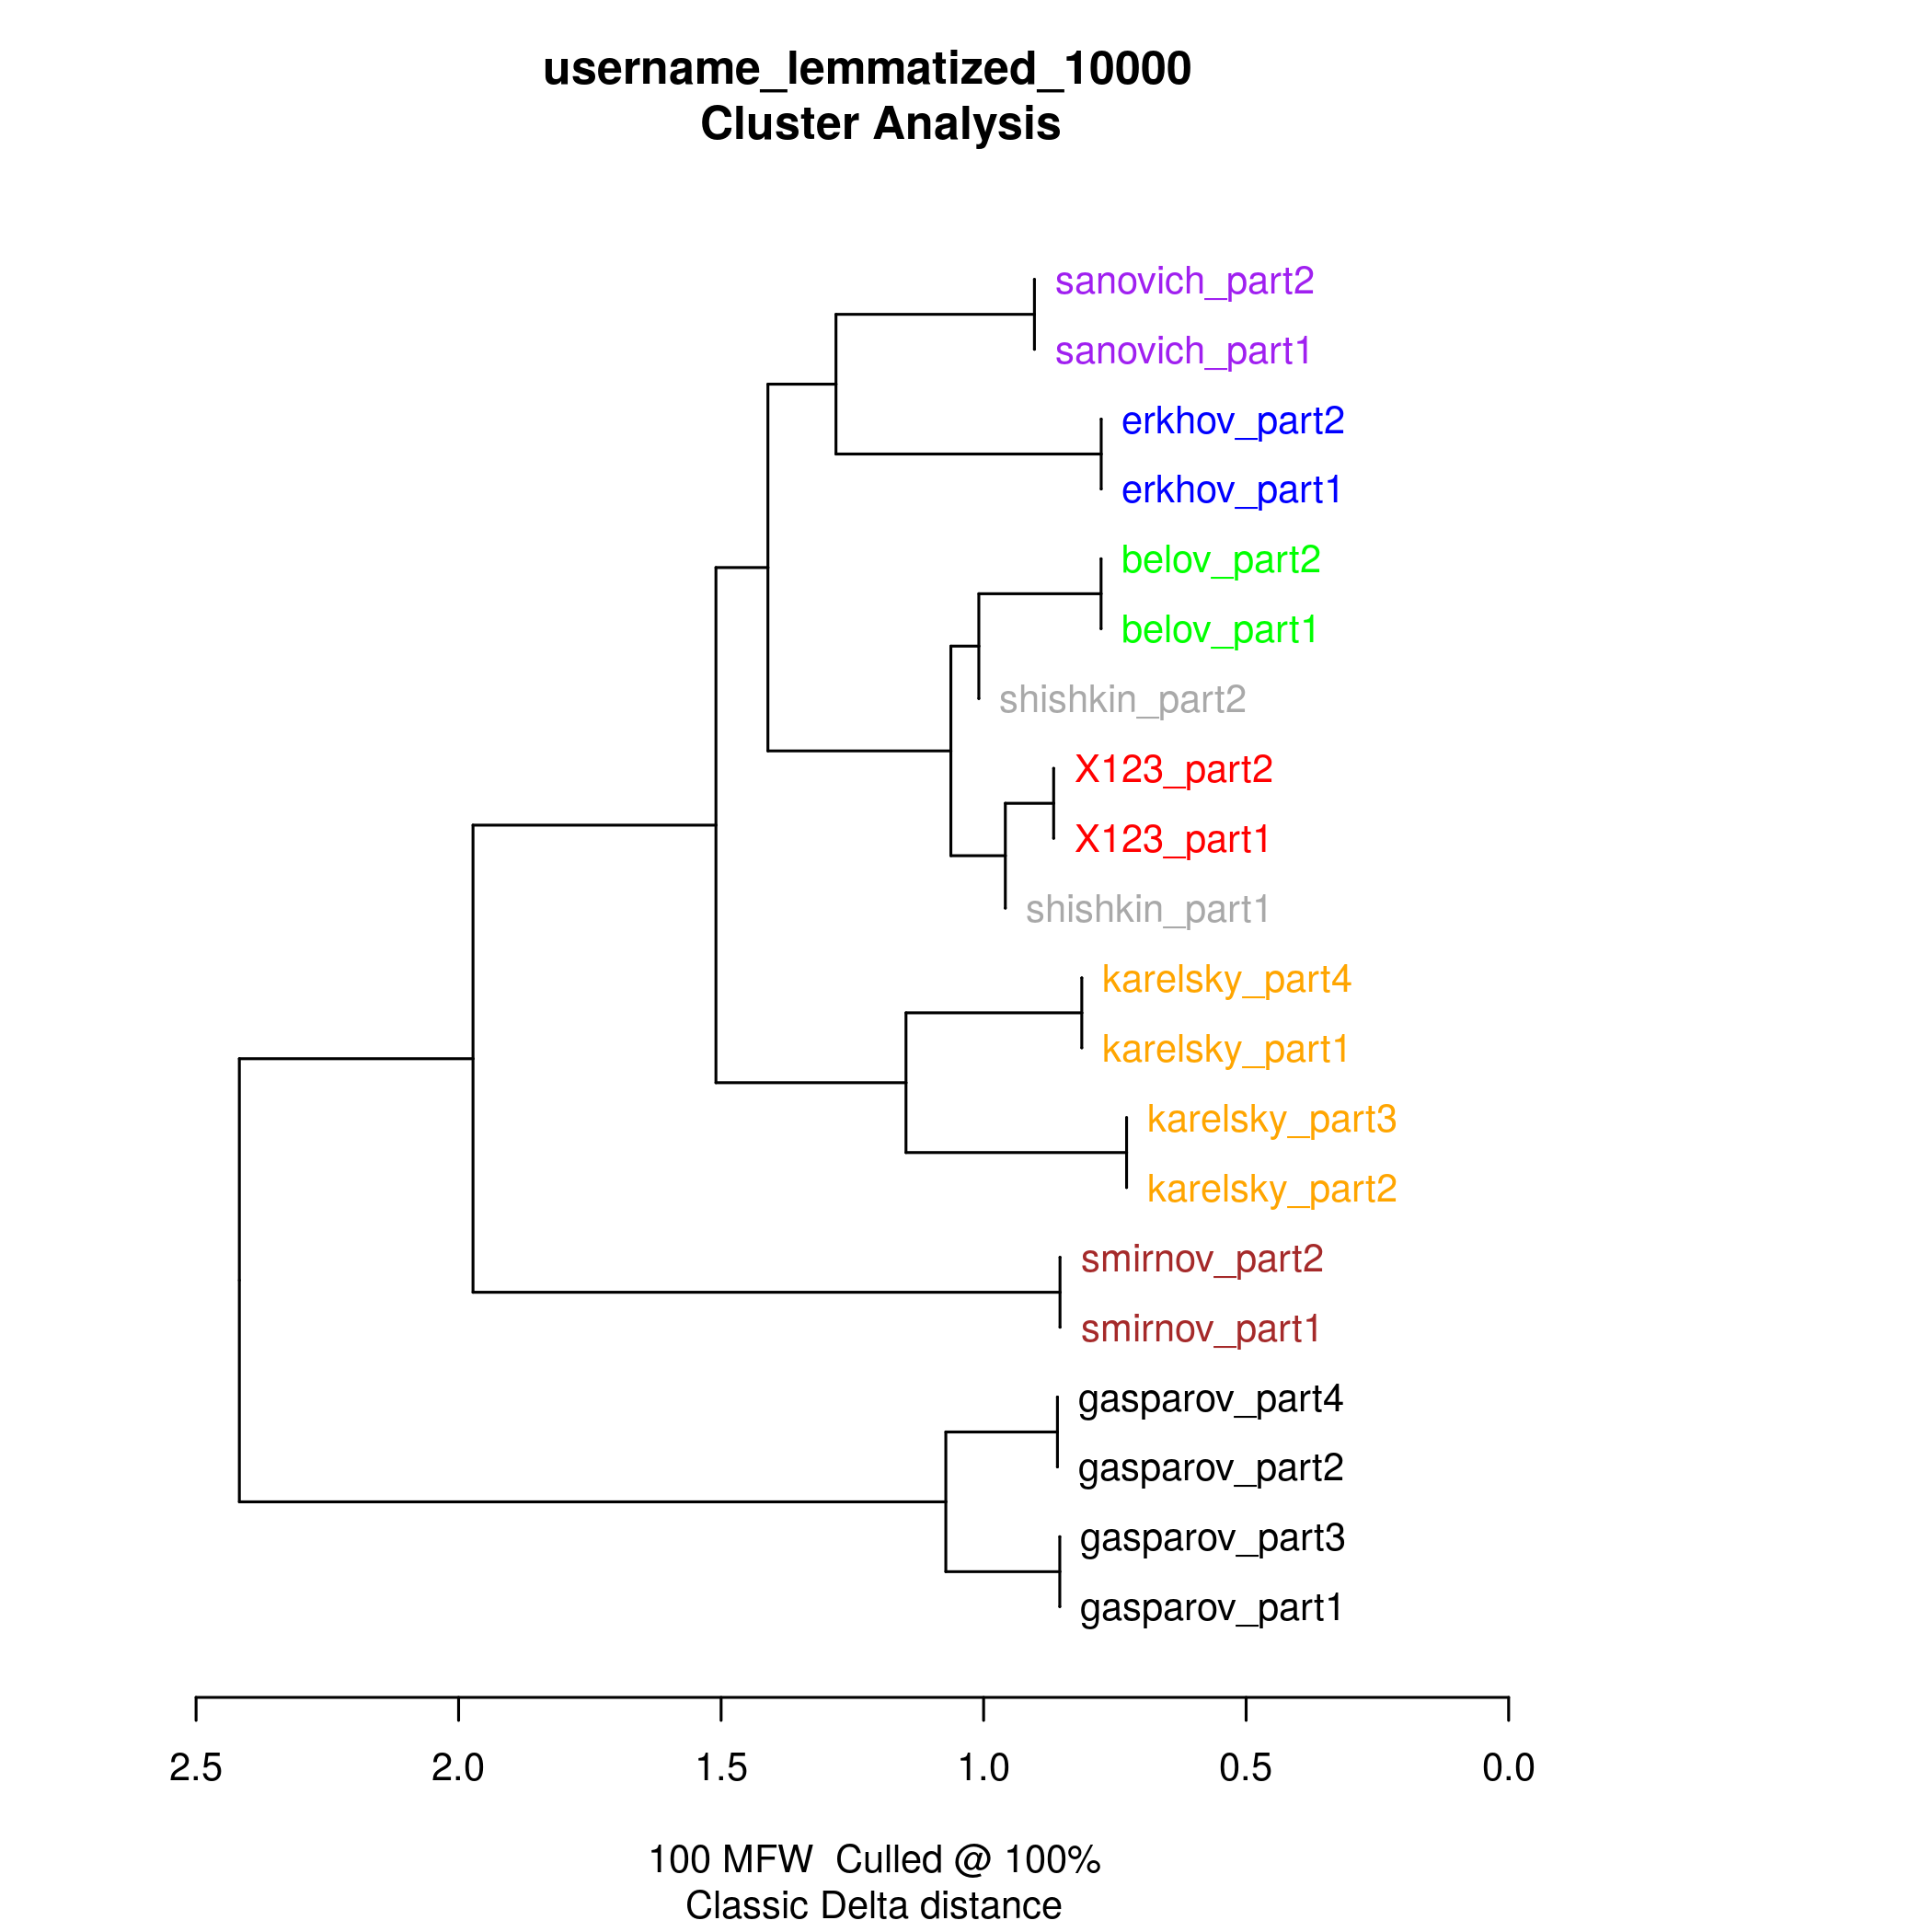 username_lemmatized_10000
Cluster Analysis
sanovich_part2
sanovich_part1
erkhov_part2
erkhov_part1
belov_part2
belov_part1
shishkin_part2
X123_part2
X123_part1
shishkin_part1
karelsky_part4
karelsky_part1
karelsky_part3
karelsky_part2
smirnov_part2
smirnov_part1
gasparov_part4
gasparov_part2
gasparov_part3
gasparov_part1
2.5 2.0 1.5 1.0 0.5 0.0
100 MFW  Culled @ 100%
Classic Delta distance